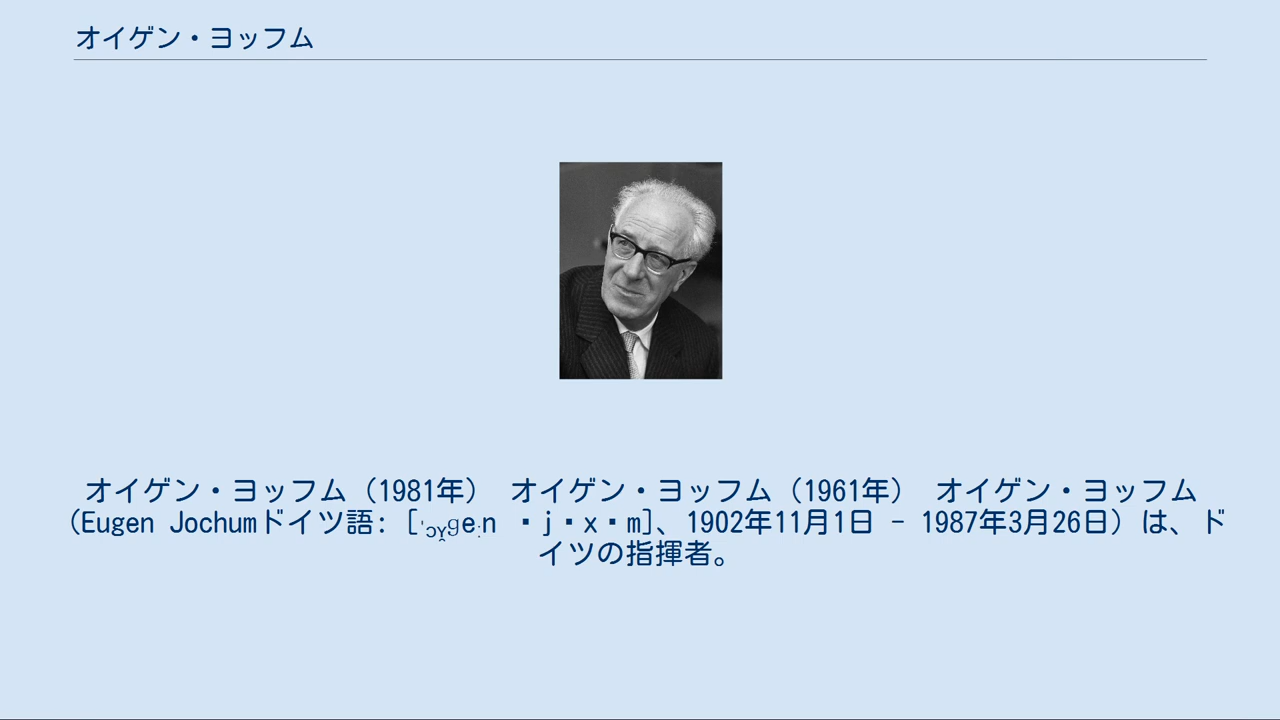 オイゲン・ヨッフム
オイゲン・ヨッフム（1981年） オイゲン・ヨッフム（1961年） オイゲン・ヨッフム
（Eugen Jochumドイツ語: [ˈɔʏ̯ɡeːn ▪j▪x▪m]、1902年11月1日 - 1987年3月26日）は、ド
イツの指揮者。